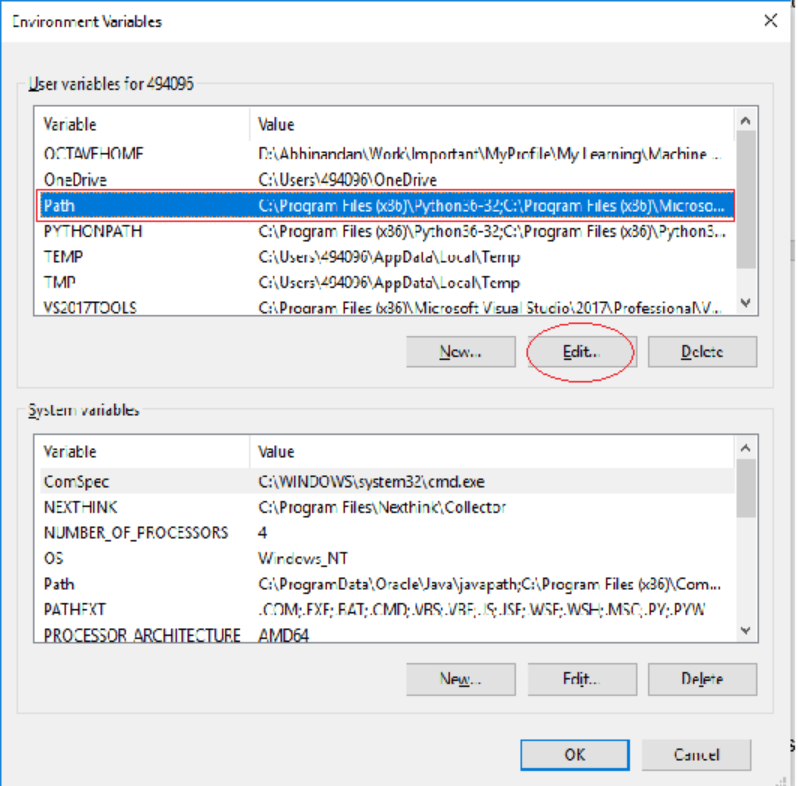 Environment Variables
User variables for 494096
Variable Value
OCTAVEHOME D:\Abhinandan\Work\Important\MyProfile\My Learning\Machine ...
OneDrive C:\Users\494096\OneDrive
Path C:\Program Files (x86)\Python36-32;C:\Program Files (x86)\Microso...
PYTHONPATH C:\Program Files (x86)\Python36-32;C:\Program Files (x86)\Python3...
TEMP C:\Users\494096\AppData\Local\Temp
TMP C:\Users\494096\AppData\Local\Temp
VS2017TOOLS C:\Program Files (x86)\Microsoft Visual Studio\2017\Professional\V...
New... Edit... Delete
System variables
Variable Value
ComSpec C:\WINDOWS\system32\cmd.exe
NEXTHINK C:\Program Files\Nexthink\Collector
NUMBER_OF_PROCESSORS 4
OS Windows_NT
Path C:\ProgramData\Oracle\Java\javapath;C:\Program Files (x86)\Com...
PATHEXT .COM;.EXE;.BAT;.CMD;.VBS;.VBE;.JS;.JSE;.WSF;.WSH;.MSC;.PY;.PYW
PROCESSOR_ARCHITECTURE AMD64
New... Edit... Delete
OK Cancel